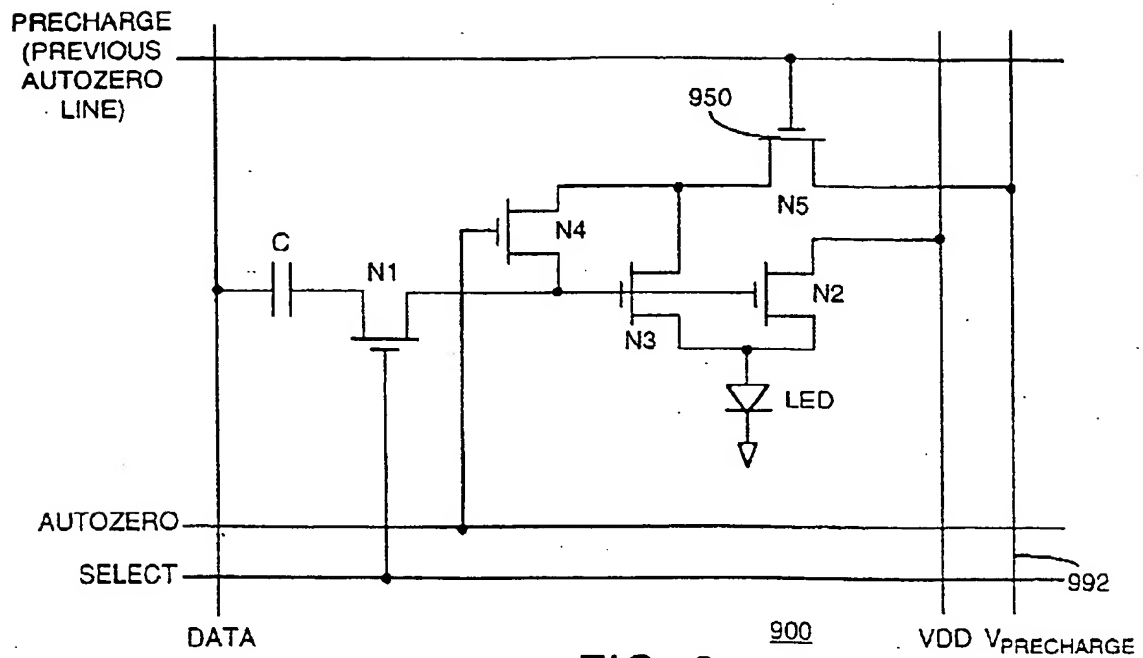 PRECHARGE
(PREVIOUS
AUTOZERO
LINE)
950
N5
N4
C
N1
N2
N3
LED
AUTOZERO
SELECT
992
DATA
900
VDD
VPRECHARGE